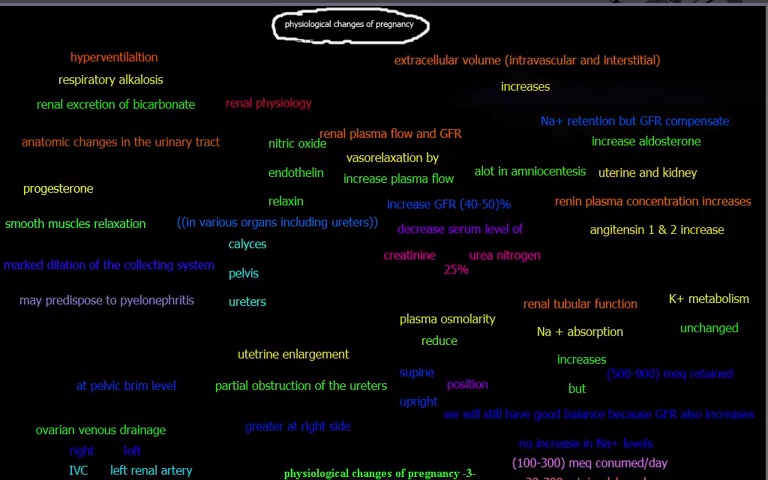 physiological changes of pregnancy
hyperventilaltion
respiratory alkalosis
renal excretion of bicarbonate
renal physiology
extracellular volume (intravascular and interstitial)
increases
Na+ retention but GFR compensate
increase aldosterone
anatomic changes in the urinary tract
nitric oxide
renal plasma flow and GFR
vasorelaxation by
endothelin
increase plasma flow
alot in amniocentesis
uterine and kidney
progesterone
relaxin
increase GFR (40-50)%
renin plasma concentration increases
smooth muscles relaxation
((in various organs including ureters))
decrease serum level of
angitensin 1 & 2 increase
calyces
creatinine
urea nitrogen
25%
marked dilation of the collecting system
pelvis
may predispose to pyelonephritis
ureters
renal tubular function
K+ metabolism
plasma osmolarity
Na + absorption
unchanged
reduce
utetrine enlargement
increases
(500-900) meq retained
supine
position
but
at pelvic brim level
partial obstruction of the ureters
upright
we will still have good balance because GFR also increases
greater at right side
ovarian venous drainage
no increase in Na+ levels
right
left
(100-300) meq conumed/day
IVC
left renal artery
physiological changes of pregnancy -3-